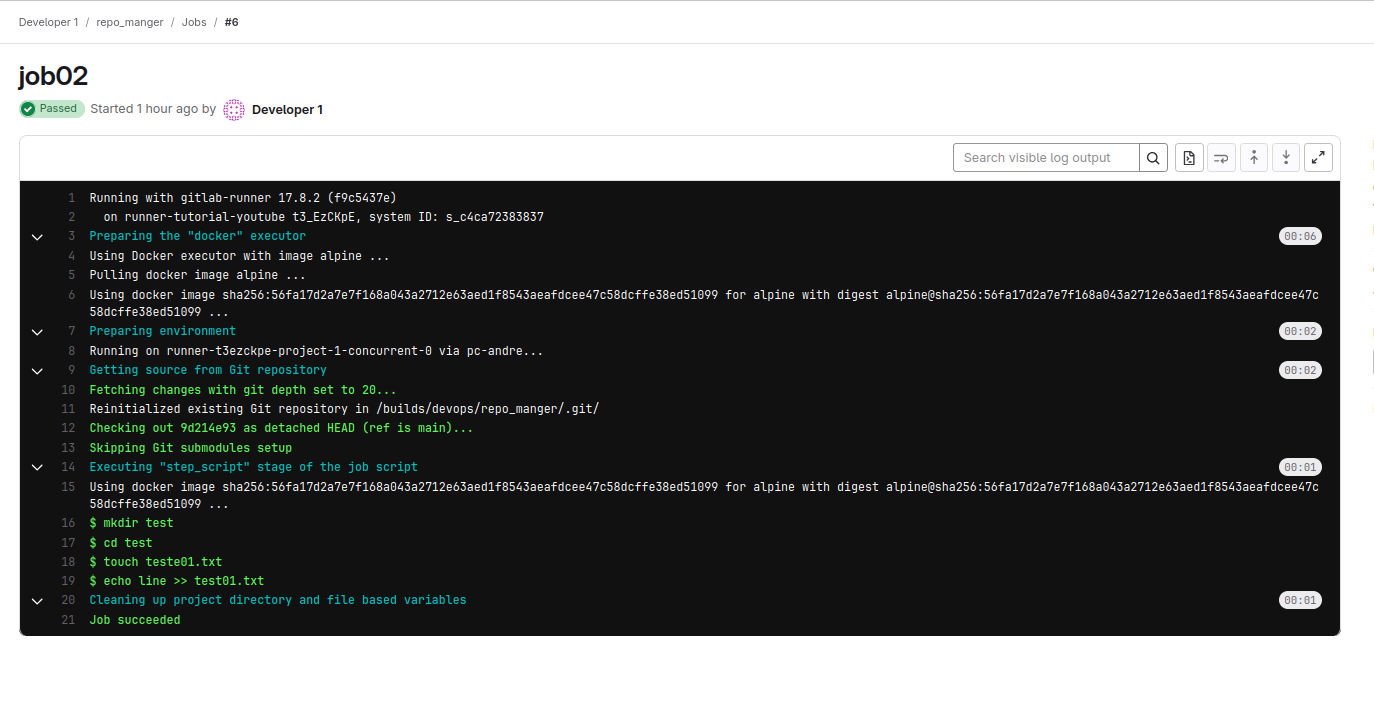 Developer 1 / repo_manger / Jobs / #6
job02
Passed Started 1 hour ago by Developer 1
Search visible log output
1 Running with gitlab-runner 17.8.2 (f9c5437e)
2 on runner-tutorial-youtube t3_EzCKpE, system ID: s_c4ca72383837
3 Preparing the "docker" executor 00:06
4 Using Docker executor with image alpine ...
5 Pulling docker image alpine ...
6 Using docker image sha256:56fa17d2a7e7f168a043a2712e63aed1f8543aeafdcee47c58dcffe38ed51099 for alpine with digest alpine@sha256:56fa17d2a7e7f168a043a2712e63aed1f8543aeafdcee47c
58dcffe38ed51099 ...
7 Preparing environment 00:02
8 Running on runner-t3ezckpe-project-1-concurrent-0 via pc-andre...
9 Getting source from Git repository 00:02
10 Fetching changes with git depth set to 20...
11 Reinitialized existing Git repository in /builds/devops/repo_manger/.git/
12 Checking out 9d214e93 as detached HEAD (ref is main)...
13 Skipping Git submodules setup
14 Executing "step_script" stage of the job script 00:01
15 Using docker image sha256:56fa17d2a7e7f168a043a2712e63aed1f8543aeafdcee47c58dcffe38ed51099 for alpine with digest alpine@sha256:56fa17d2a7e7f168a043a2712e63aed1f8543aeafdcee47c
58dcffe38ed51099 ...
16 $ mkdir test
17 $ cd test
18 $ touch teste01.txt
19 $ echo line >> test01.txt
20 Cleaning up project directory and file based variables 00:01
21 Job succeeded